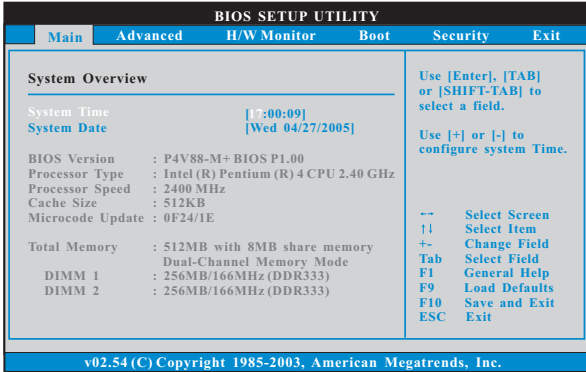 BIOS SETUP UTILITY
Main Advanced H/W Monitor Boot Security Exit
System Overview
System Time [17:00:09]
System Date [Wed 04/27/2005]
BIOS Version : P4V88-M+ BIOS P1.00
Processor Type : Intel (R) Pentium (R) 4 CPU 2.40 GHz
Processor Speed : 2400 MHz
Cache Size : 512KB
Microcode Update : 0F24/1E
Total Memory : 512MB with 8MB share memory
Dual-Channel Memory Mode
DIMM 1 : 256MB/166MHz (DDR333)
DIMM 2 : 256MB/166MHz (DDR333)
Use [Enter], [TAB]
or [SHIFT-TAB] to
select a field.
Use [+] or [-] to
configure system Time.
←→ Select Screen
↑↓ Select Item
+- Change Field
Tab Select Field
F1 General Help
F9 Load Defaults
F10 Save and Exit
ESC Exit
v02.54 (C) Copyright 1985-2003, American Megatrends, Inc.